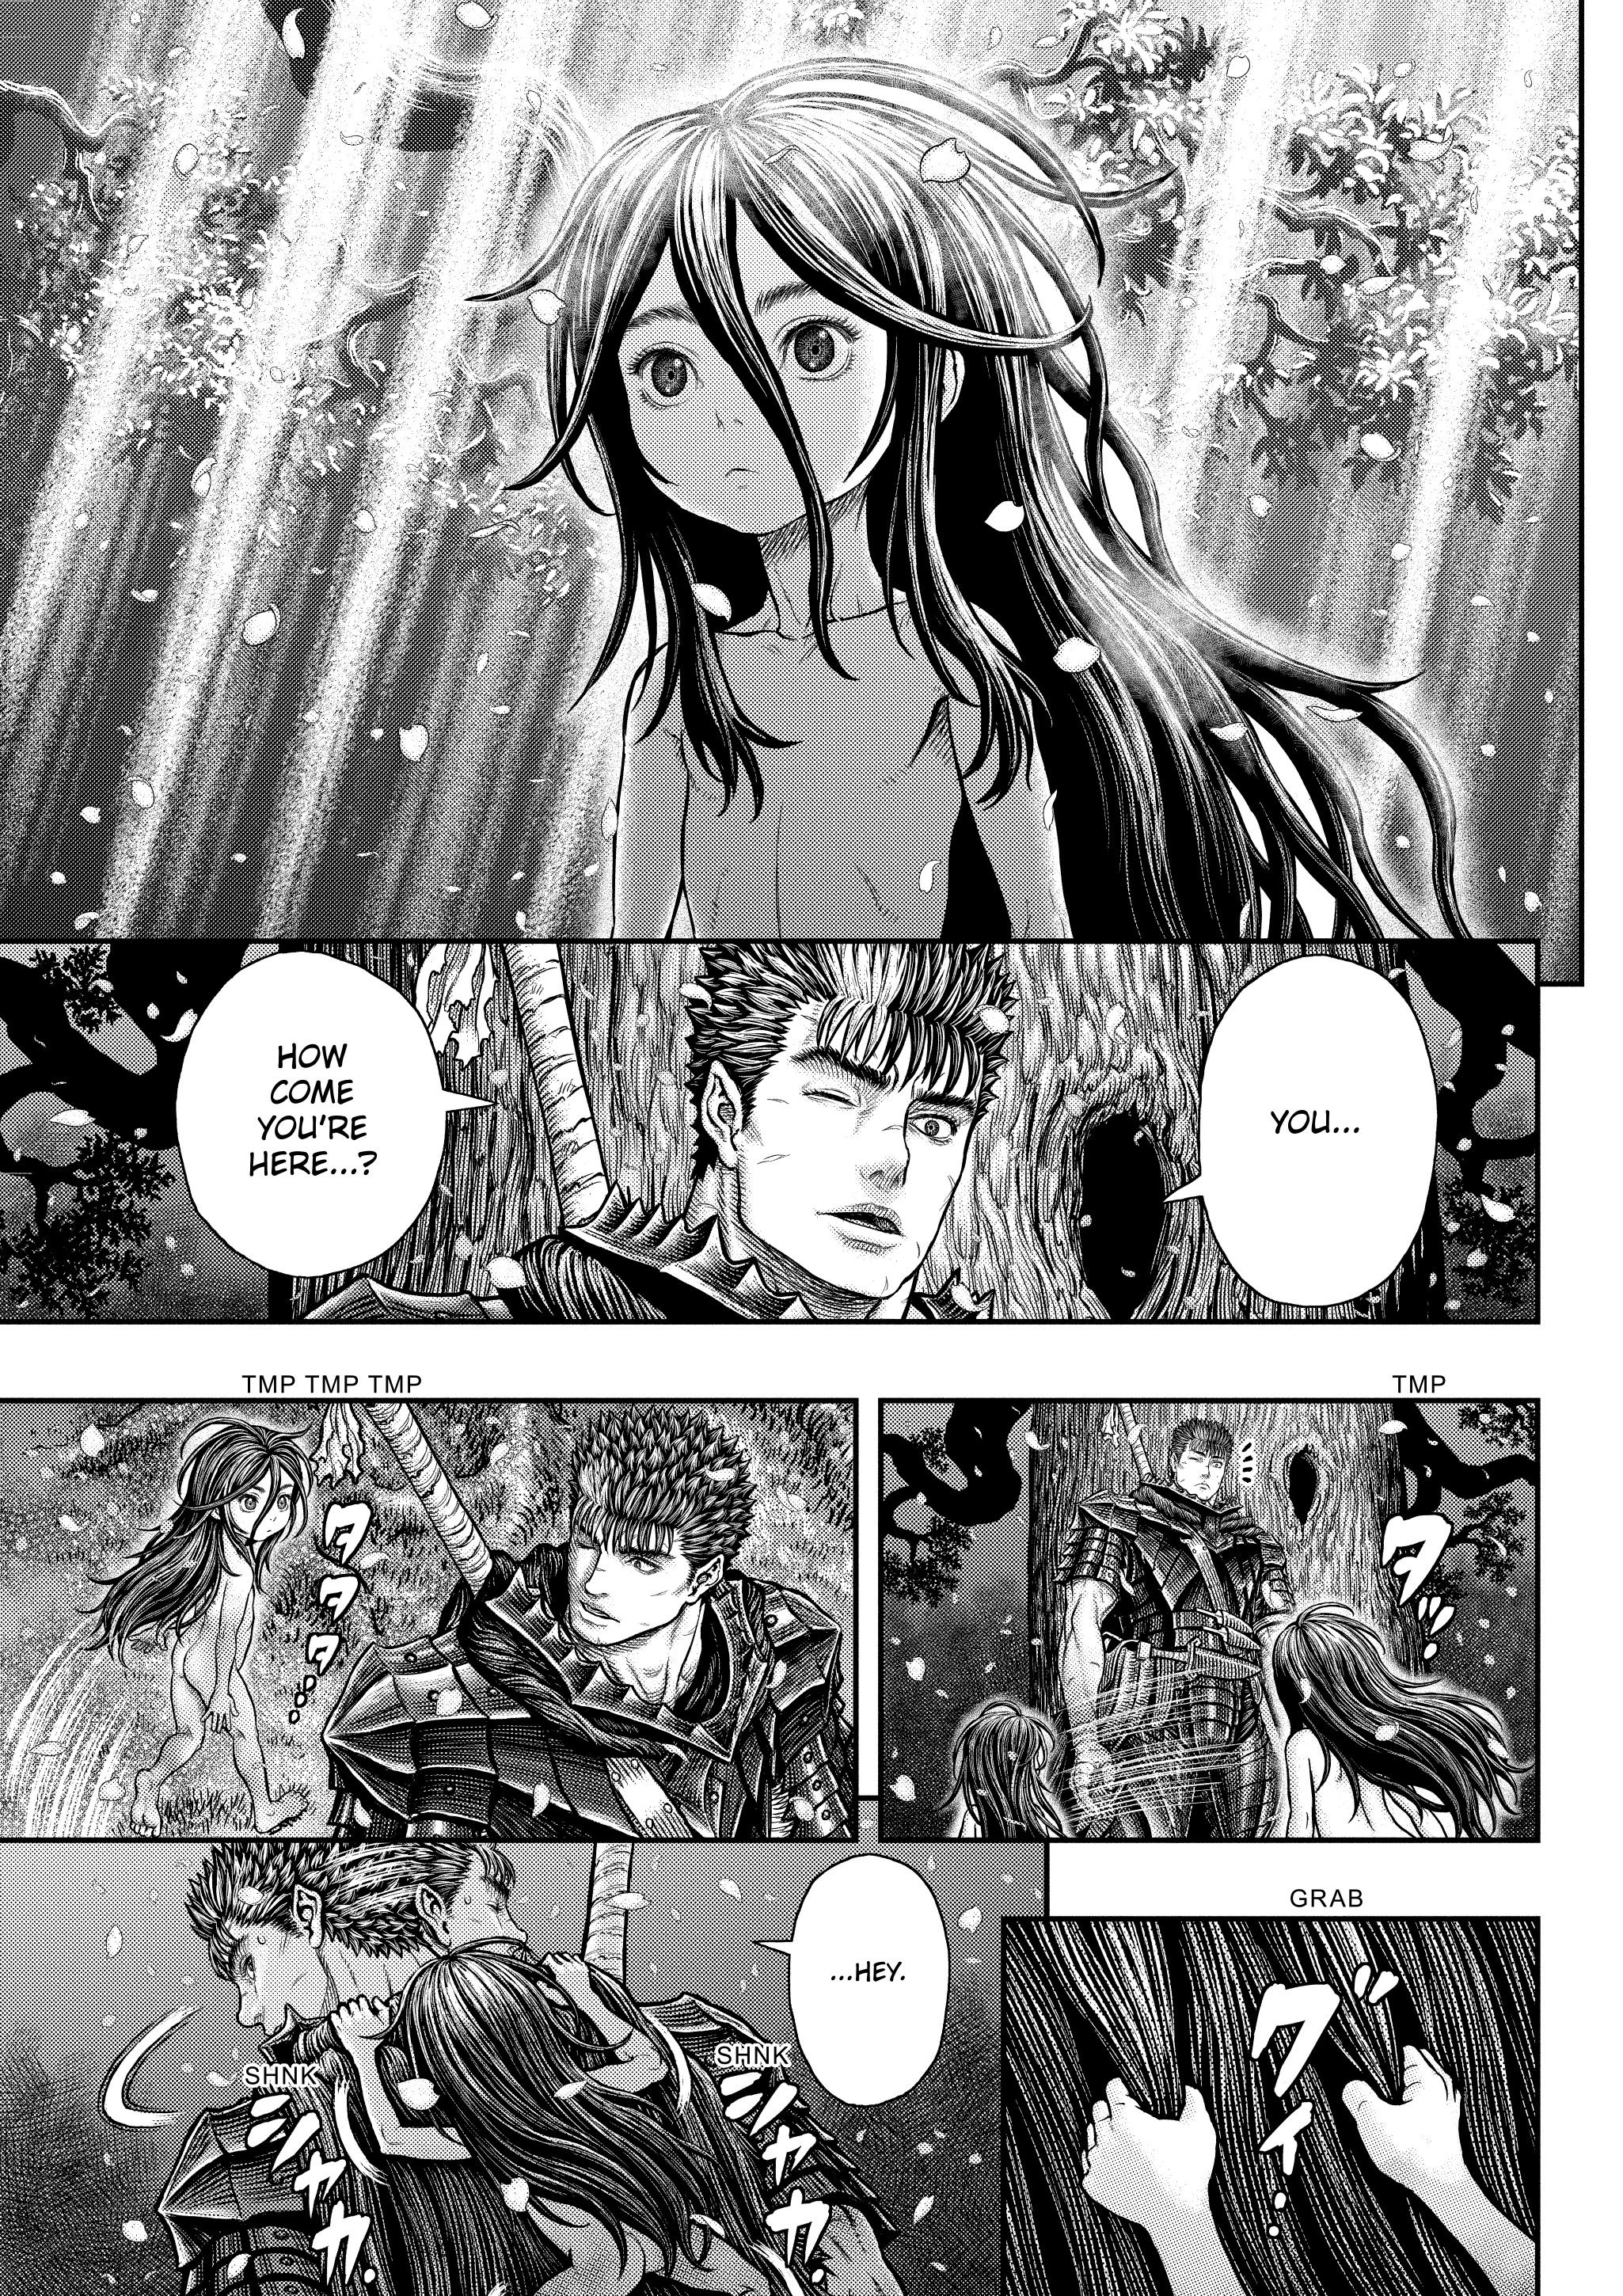 YOU...
HOW
COME
YOU'RE
HERE...?
TMP
タッ
TMP TMP TMP
タタタ...
GRAB
グイ...
...HEY.
SHNK
シャカ.
SHNK
シャカ.